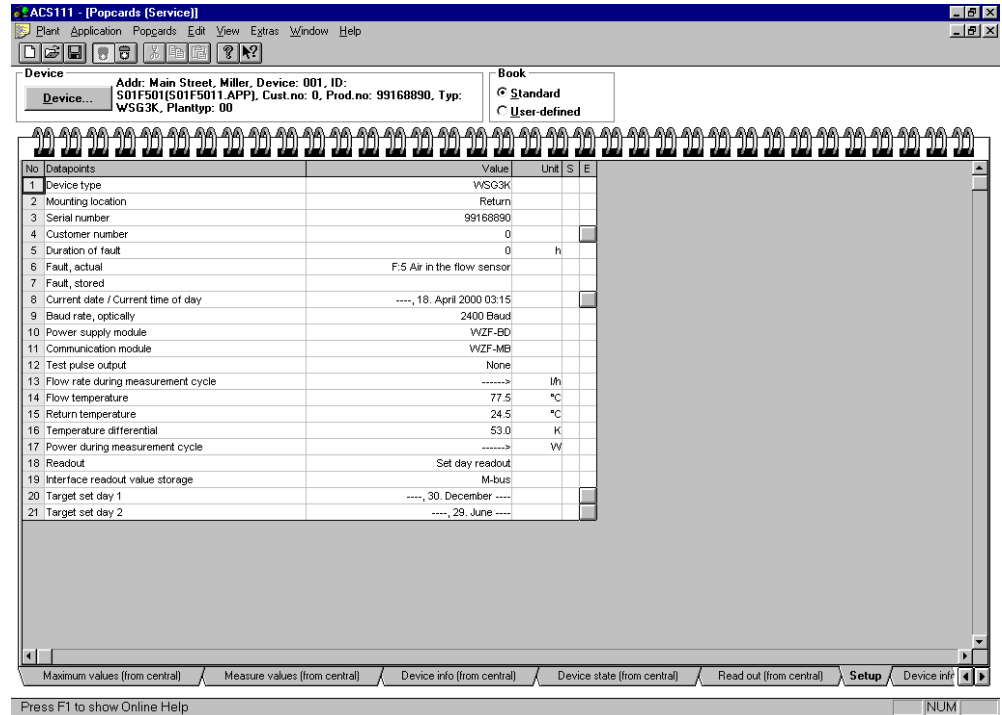 ACS111 - [Popcards (Service)]
Plant Application Popcards Edit View Extras Window Help
Device
Device...
Addr: Main Street, Miller, Device: 001, ID:
S01F501(S01F5011.APP), Cust.no: 0, Prod.no: 99168890, Typ:
WSG3K, Planttyp: 00
Book
Standard
User-defined
No Datapoints Value Unit S E
1 Device type WSG3K
2 Mounting location Return
3 Serial number 99168890
4 Customer number 0
5 Duration of fault 0 h
6 Fault, actual F:5 Air in the flow sensor
7 Fault, stored
8 Current date / Current time of day ----, 18. April 2000 03:15
9 Baud rate, optically 2400 Baud
10 Power supply module WZF-BD
11 Communication module WZF-MB
12 Test pulse output None
13 Flow rate during measurement cycle ------> l/h
14 Flow temperature 77.5 °C
15 Return temperature 24.5 °C
16 Temperature differential 53.0 K
17 Power during measurement cycle ------> W
18 Readout Set day readout
19 Interface readout value storage M-bus
20 Target set day 1 ----, 30. December ----
21 Target set day 2 ----, 29. June ----
Maximum values (from central) Measure values (from central) Device info (from central) Device state (from central) Read out (from central) Setup Device info
Press F1 to show Online Help NUM